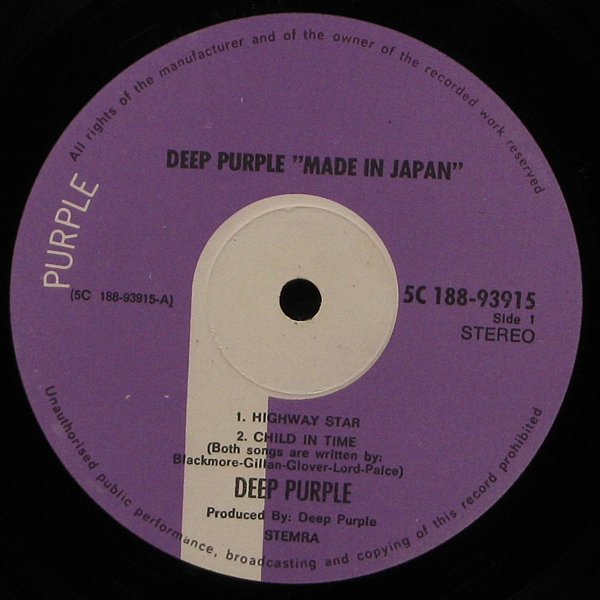 All rights of the manufacturer and of the owner of the recorded work reserved
DEEP PURPLE "MADE IN JAPAN"
PURPLE
(5C 188-93915-A)
5C 188-93915
Side 1
STEREO
1. HIGHWAY STAR
2. CHILD IN TIME
(Both songs are written by:
Blackmore-Gillan-Glover-Lord-Paice)
DEEP PURPLE
Produced By: Deep Purple
STEMRA
Unauthorised public performance, broadcasting and copying of this record prohibited